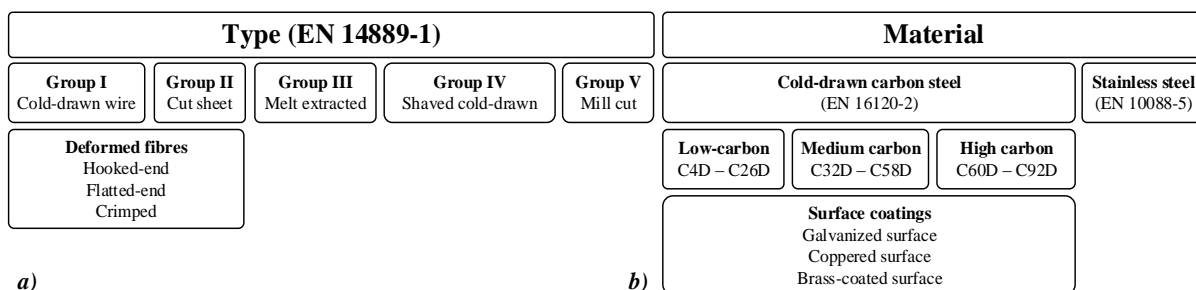 Type (EN 14889-1)
Group I
Cold-drawn wire
Group II
Cut sheet
Group III
Melt extracted
Group IV
Shaved cold-drawn
Group V
Mill cut
Deformed fibres
Hooked-end
Flatted-end
Crimped
a)
Material
Cold-drawn carbon steel
(EN 16120-2)
Stainless steel
(EN 10088-5)
Low-carbon
C4D – C26D
Medium carbon
C32D – C58D
High carbon
C60D – C92D
Surface coatings
Galvanized surface
Coppered surface
Brass-coated surface
b)